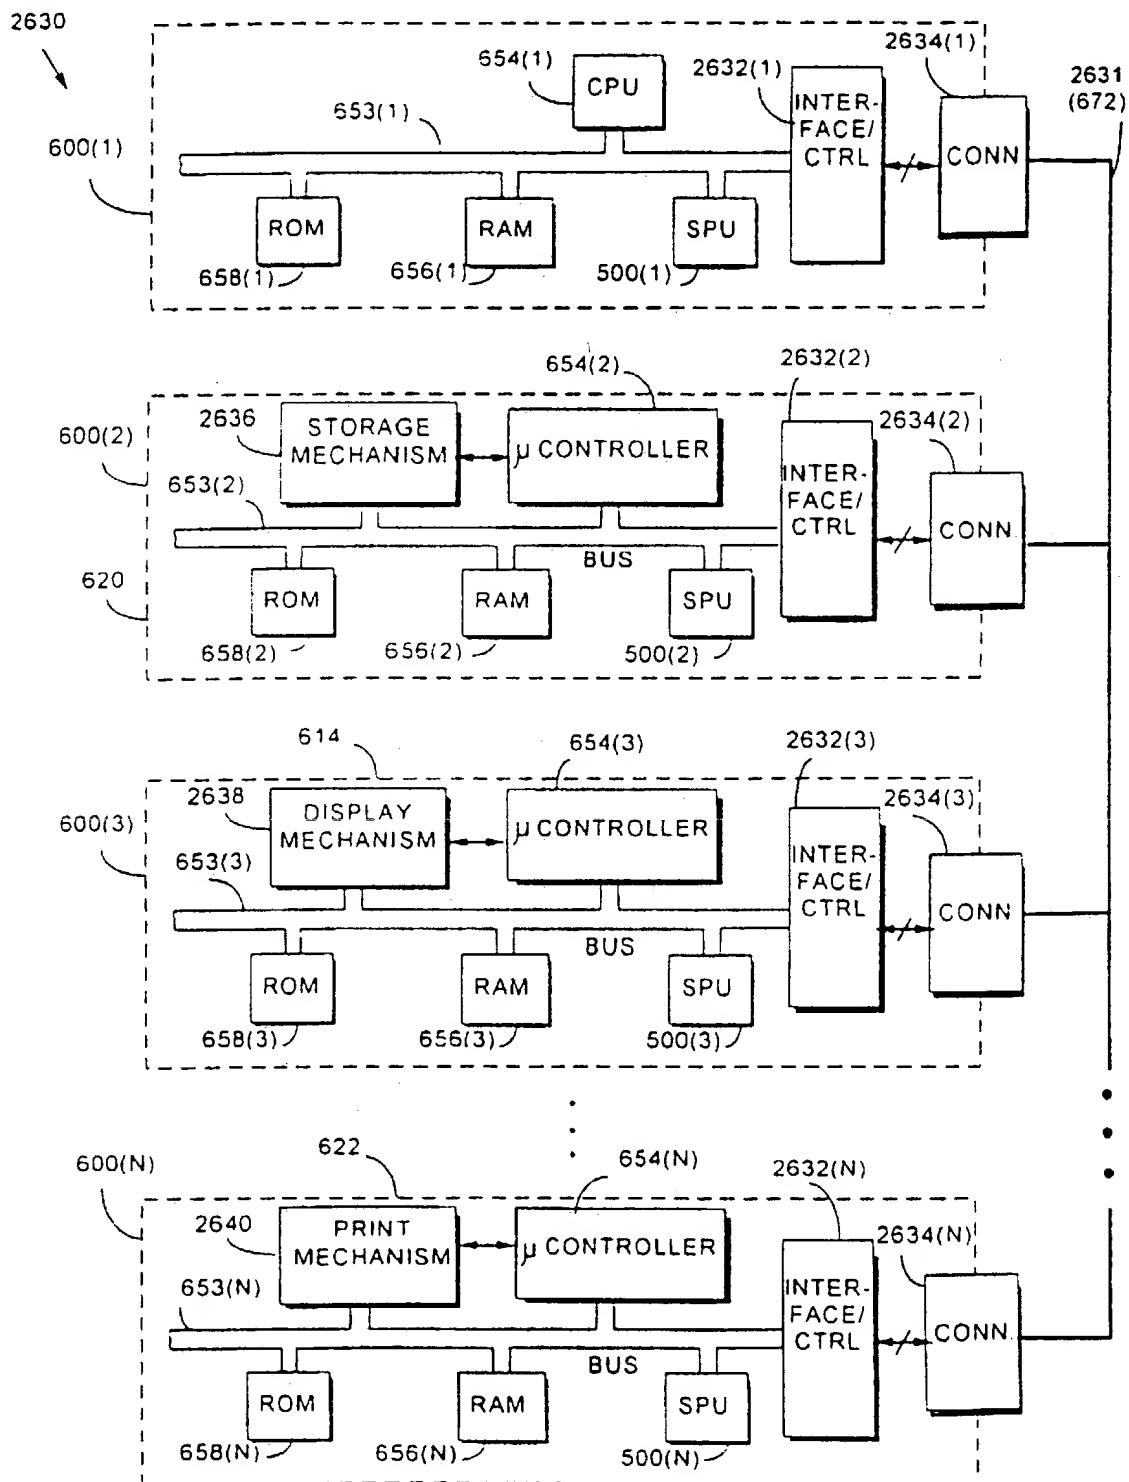 2630
2634(1)
654(1)
2632(1)
2631
(672)
CPU
INTER-
FACE/
CTRL
653(1)
600(1)
CONN
ROM
RAM
SPU
658(1)
656(1)
500(1)
654(2)
2632(2)
2636
STORAGE
MECHANISM
μ CONTROLLER
2634(2)
600(2)
INTER-
FACE/
CTRL
653(2)
CONN
BUS
620
ROM
RAM
SPU
658(2)
656(2)
500(2)
614
654(3)
2632(3)
2638
DISPLAY
MECHANISM
μ CONTROLLER
2634(3)
600(3)
INTER-
FACE/
CTRL
653(3)
CONN
BUS
ROM
RAM
SPU
658(3)
656(3)
500(3)
622
654(N)
600(N)
2632(N)
2640
PRINT
MECHANISM
μ CONTROLLER
2634(N)
653(N)
INTER-
FACE/
CTRL
CONN
BUS
ROM
RAM
SPU
658(N)
656(N)
500(N)